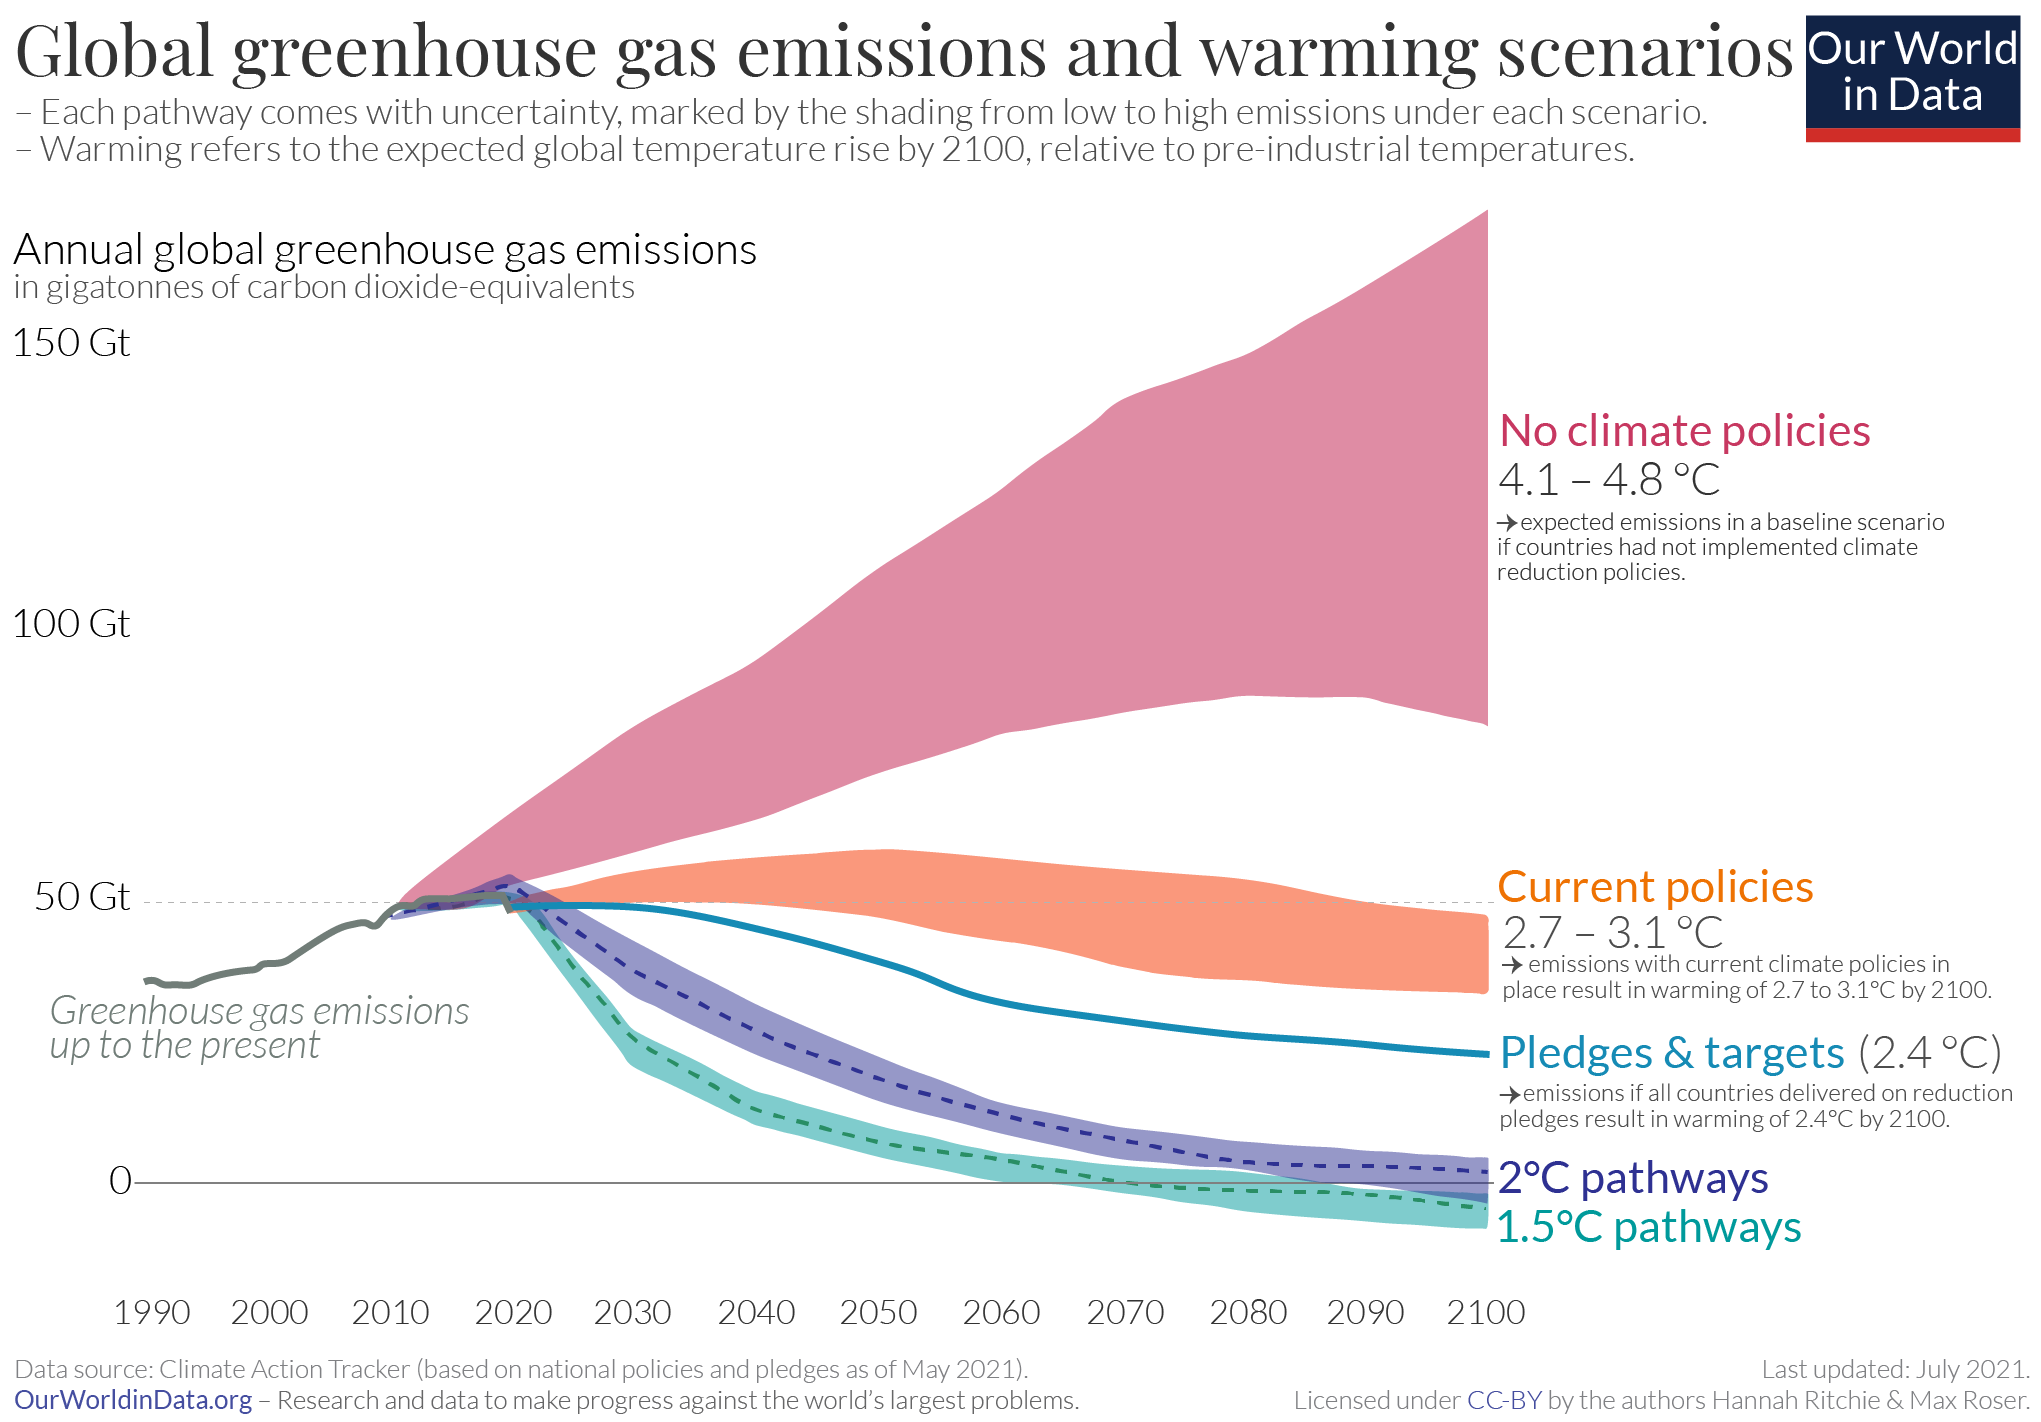 Global greenhouse gas emissions and warming scenarios
Our World
in Data
– Each pathway comes with uncertainty, marked by the shading from low to high emissions under each scenario.
– Warming refers to the expected global temperature rise by 2100, relative to pre-industrial temperatures.
Annual global greenhouse gas emissions
in gigatonnes of carbon dioxide-equivalents
150 Gt
100 Gt
50 Gt
0
Greenhouse gas emissions
up to the present
No climate policies
4.1 – 4.8 °C
→ expected emissions in a baseline scenario
if countries had not implemented climate
reduction policies.
Current policies
2.7 – 3.1 °C
→ emissions with current climate policies in
place result in warming of 2.7 to 3.1°C by 2100.
Pledges & targets (2.4 °C)
→ emissions if all countries delivered on reduction
pledges result in warming of 2.4°C by 2100.
2°C pathways
1.5°C pathways
1990 2000 2010 2020 2030 2040 2050 2060 2070 2080 2090 2100
Data source: Climate Action Tracker (based on national policies and pledges as of May 2021).
Last updated: July 2021.
OurWorldinData.org – Research and data to make progress against the world's largest problems.
Licensed under CC-BY by the authors Hannah Ritchie & Max Roser.